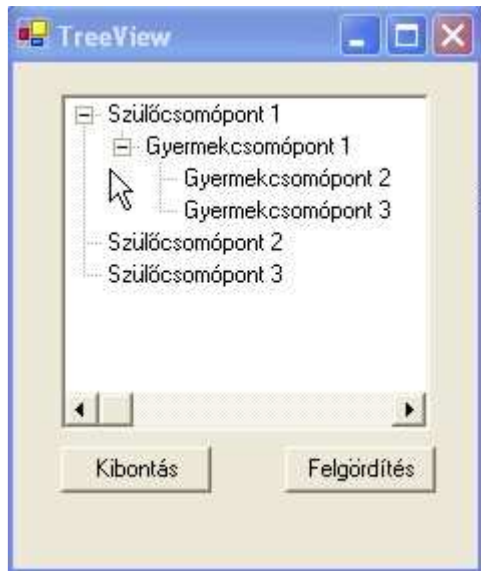 TreeView
Szülőcsomópont 1
Gyermekcsomópont 1
Gyermekcsomópont 2
Gyermekcsomópont 3
Szülőcsomópont 2
Szülőcsomópont 3
Kibontás
Felgördítés